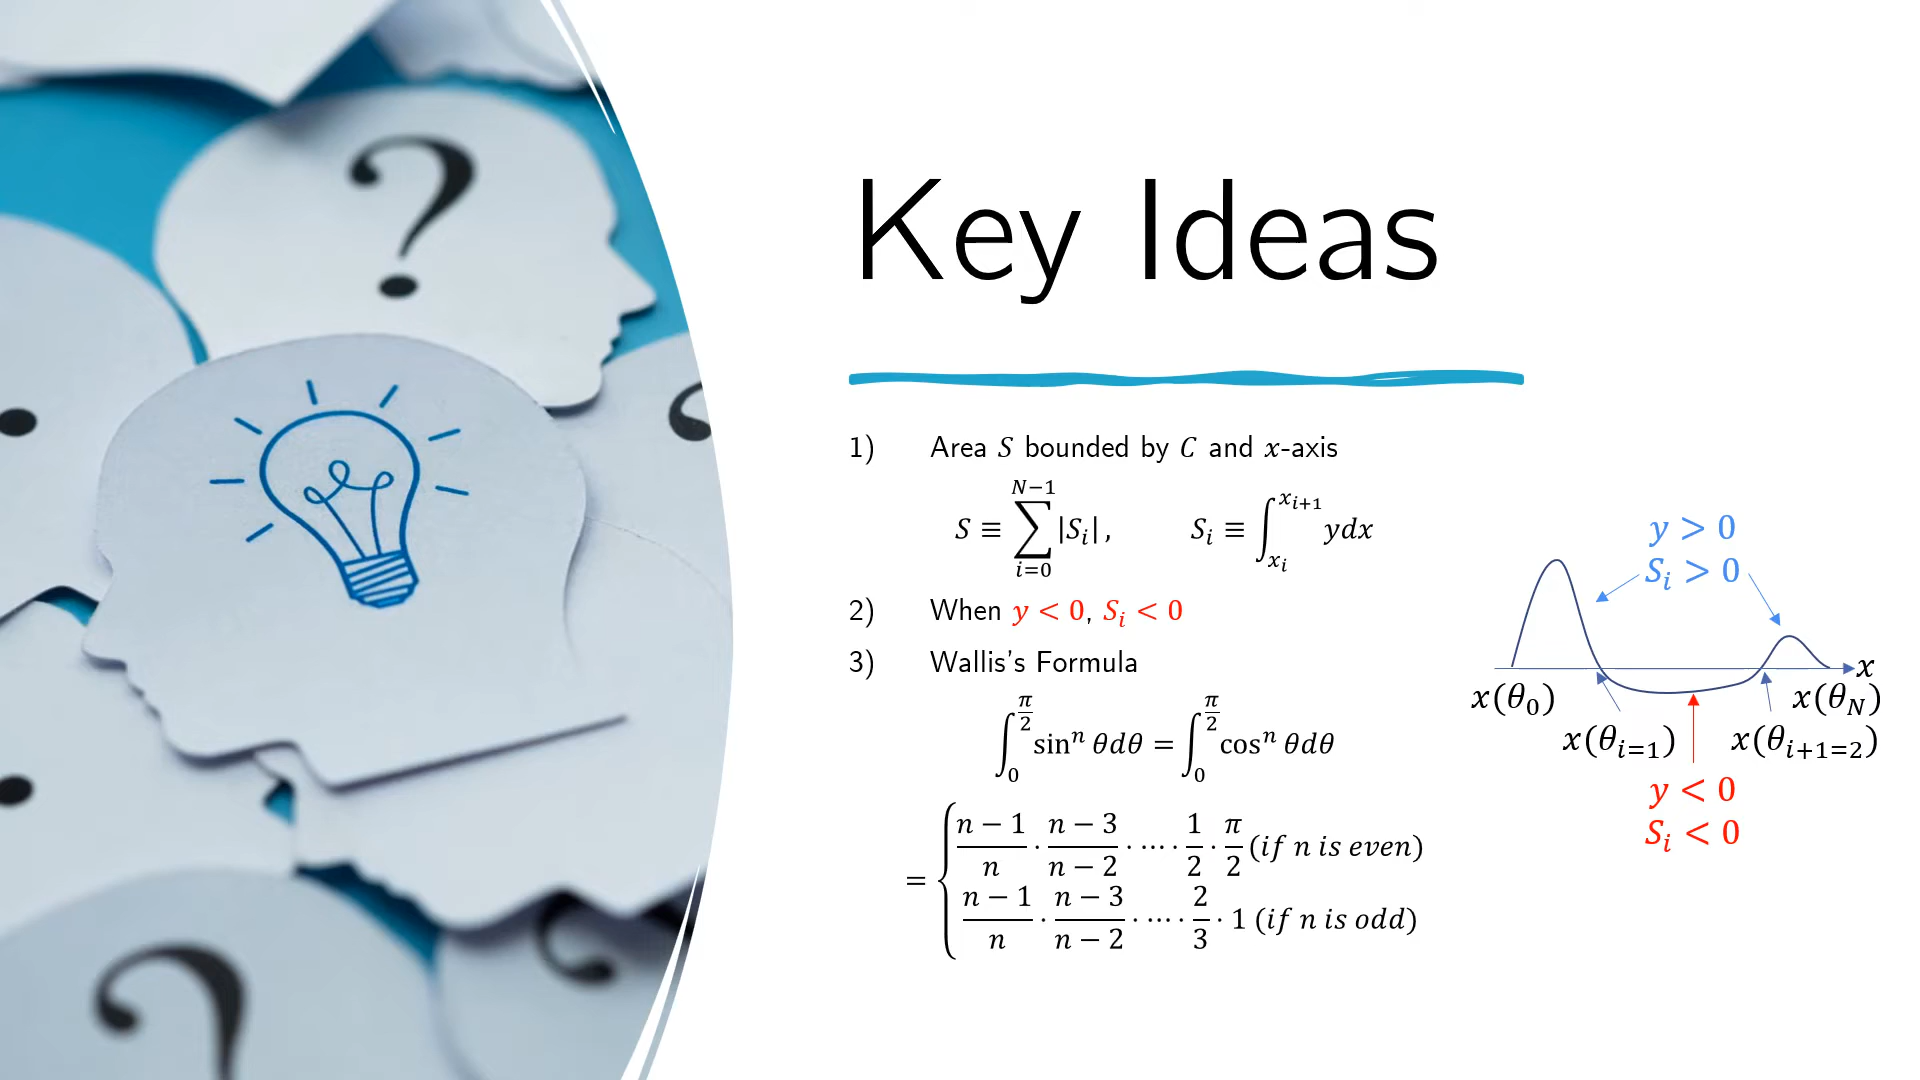 ?
?
?
?
Key Ideas
1) Area S bounded by C and x-axis
S ≡ ∑_{i=0}^{N−1} |S_i| , S_i ≡ ∫_{x_i}^{x_{i+1}} ydx
2) When y < 0, S_i < 0
3) Wallis's Formula
∫_0^{π/2} sin^n θdθ = ∫_0^{π/2} cos^n θdθ
= { (n − 1)/n · (n − 3)/(n − 2) · ⋯ · 1/2 · π/2 (if n is even)
(n − 1)/n · (n − 3)/(n − 2) · ⋯ · 2/3 · 1 (if n is odd)
y > 0
S_i > 0
x
x(θ_0)
x(θ_N)
x(θ_{i=1})
x(θ_{i+1=2})
y < 0
S_i < 0